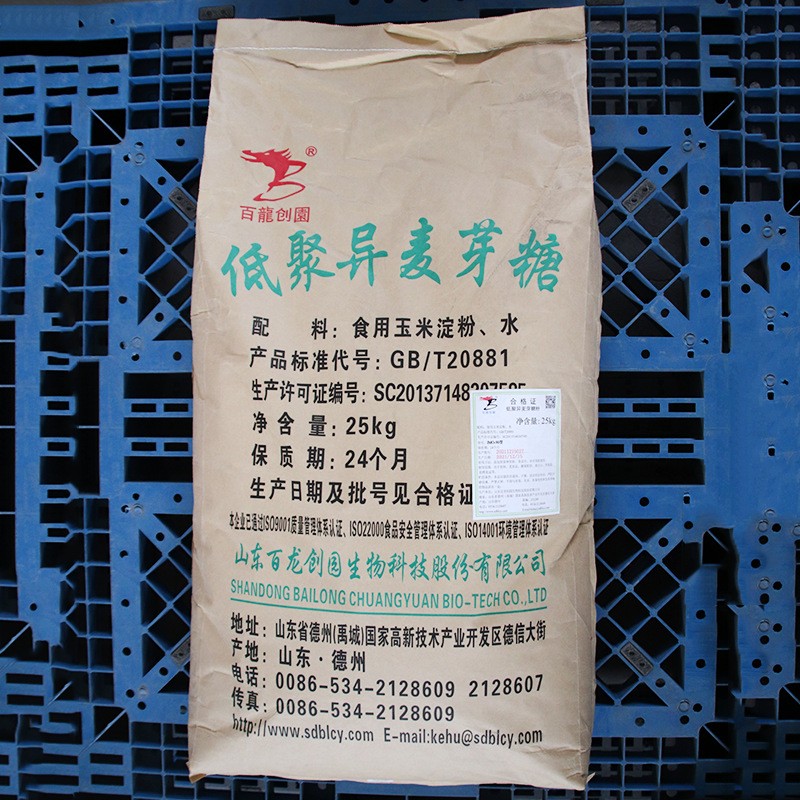 ®
百龍创園
低聚异麦芽糖
配 料：食用玉米淀粉、水
产品标准代号：GB/T20881
生产许可证编号：SC20137148207505
净含量：25kg
保质期：24个月
生产日期及批号见合格证
合格证
净含量：25kg
本企业已通过ISO9001质量管理体系认证、ISO22000食品安全管理体系认证、ISO14001环境管理体系认证
山东百龙创园生物科技股份有限公司
SHANDONG BAILONG CHUANGYUAN BIO-TECH CO.,LTD
地址：山东省德州(禹城)国家高新技术产业开发区德信大街
产地：山东·德州
电话：0086-534-2128609 2128607
传真：0086-534-2128609
http://www.sdblcy.com E-mail:kehu@sdblcy.com